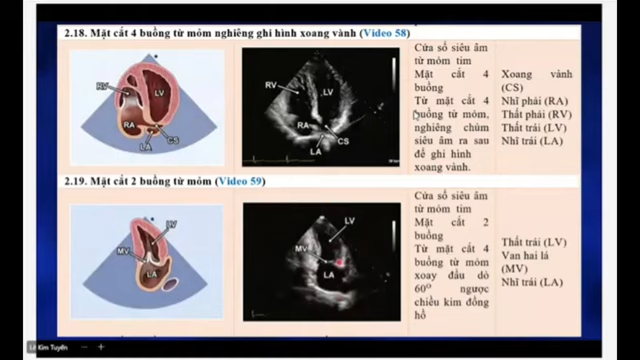 2.18. Mặt cắt 4 buồng từ mỏm nghiêng ghi hình xoang vành (Video 58)
RV
LV
RA
LA
CS
RV
LV
RA
LA
CS
Cửa sổ siêu âm
từ mỏm tim
Mặt cắt 4
buồng
Từ mặt cắt 4
buồng từ mỏm,
nghiêng chùm
siêu âm ra sau
để ghi hình
xoang vành.
Xoang vành
(CS)
Nhĩ phải (RA)
Thất phải (RV)
Thất trái (LV)
Nhĩ trái (LA)
2.19. Mặt cắt 2 buồng từ mỏm (Video 59)
LV
MV
LA
LV
MV
LA
Cửa sổ siêu âm
từ mỏm tim
Mặt cắt 2
buồng
Từ mặt cắt 4
buồng từ mỏm
xoay đầu dò
60° ngược
chiều kim đồng
hồ
Thất trái (LV)
Van hai lá
(MV)
Nhĩ trái (LA)
Lê Kim Tuyến